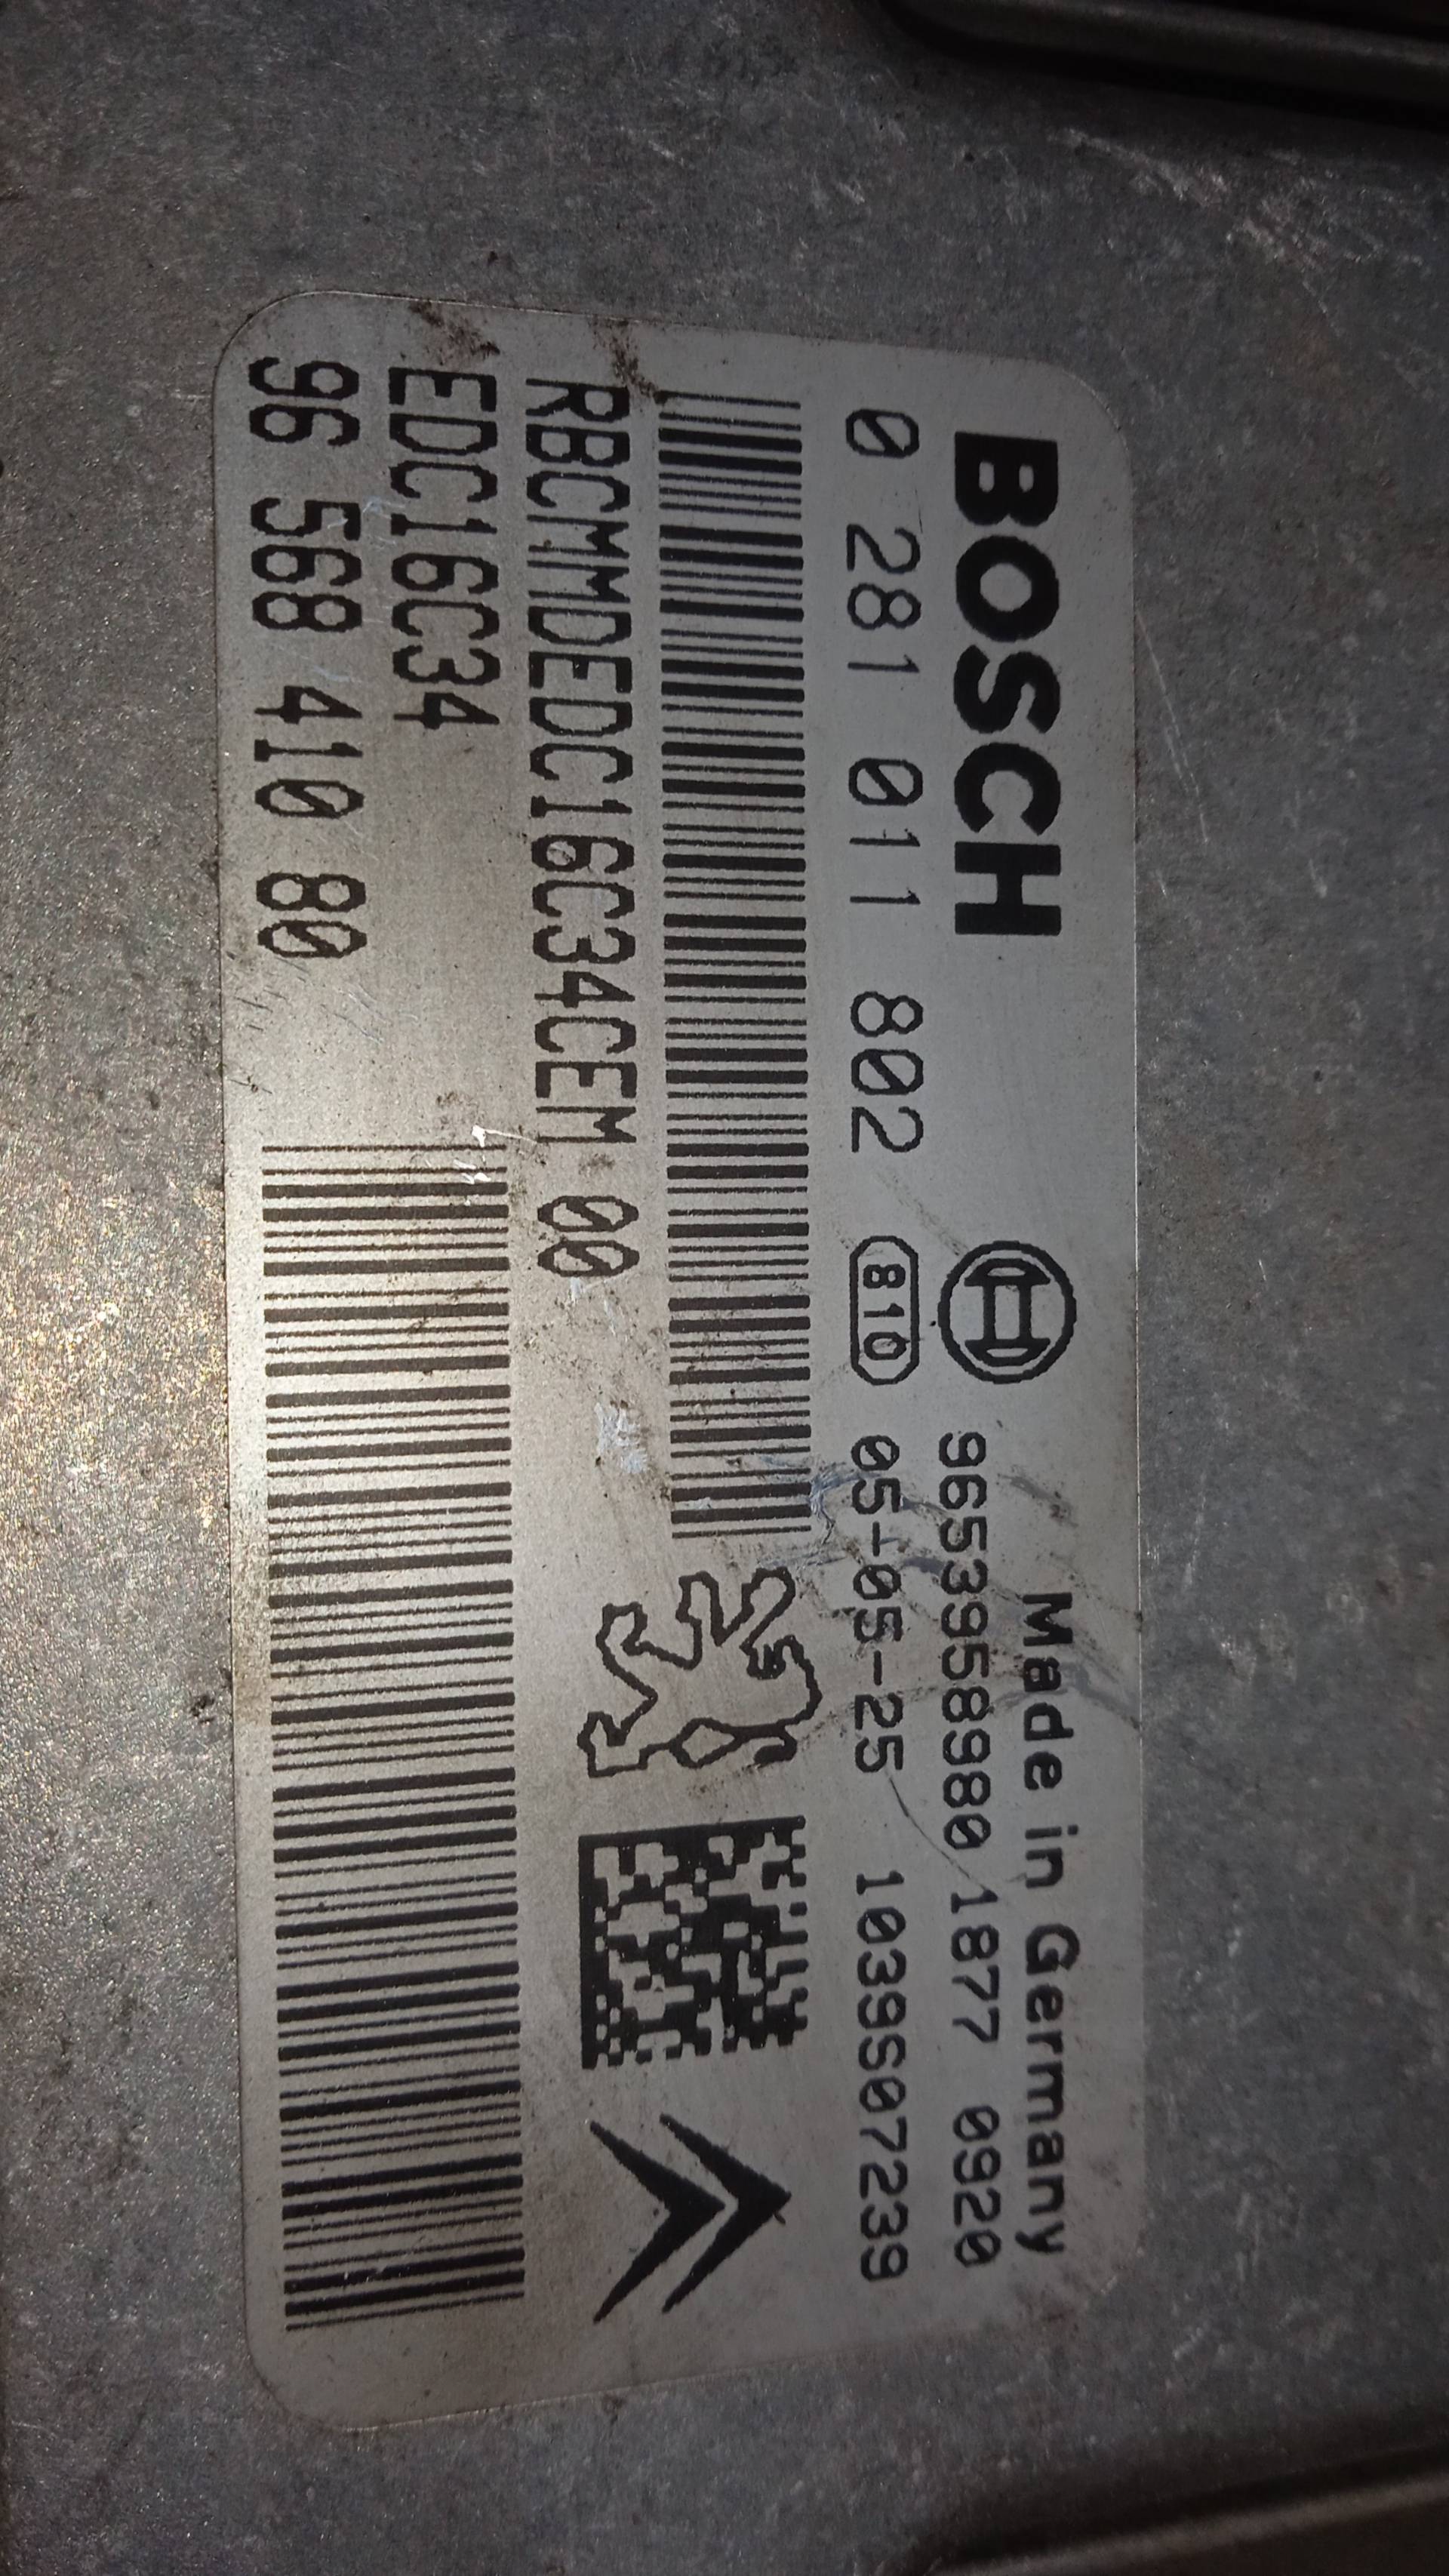 Made in Germany
BOSCH 9653958980 1877 0920
0 281 011 802 810 05-05-25 1039S07239
RBCMMDEDC16C34CEM 00
EDC16C34
96 568 410 80